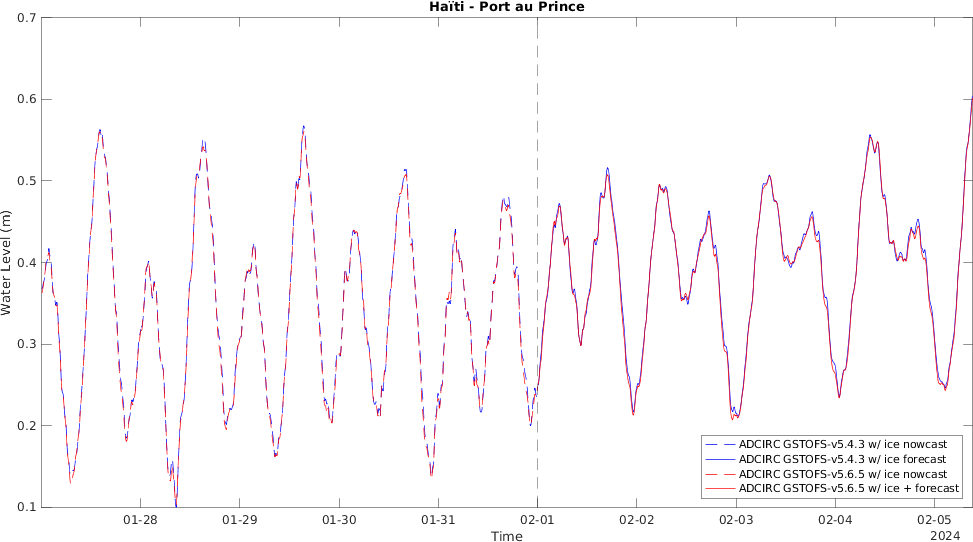 Haïti - Port au Prince
0.7
0.6
0.5
0.4
0.3
0.2
0.1
Water Level (m)
01-28 01-29 01-30 01-31 02-01 02-02 02-03 02-04 02-05
Time
2024
ADCIRC GSTOFS-v5.4.3 w/ ice nowcast
ADCIRC GSTOFS-v5.4.3 w/ ice forecast
ADCIRC GSTOFS-v5.6.5 w/ ice nowcast
ADCIRC GSTOFS-v5.6.5 w/ ice + forecast